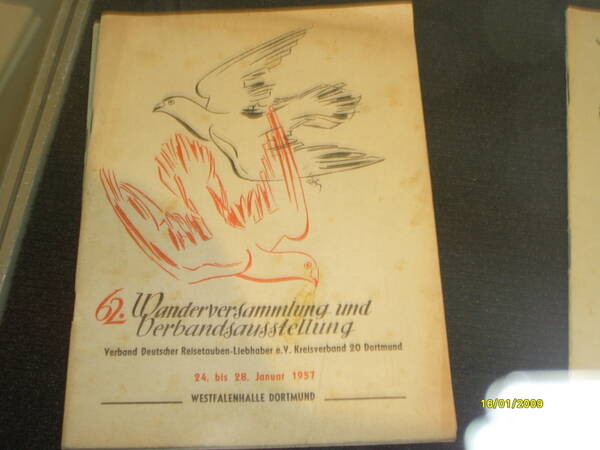 62. Wanderversammlung und
Verbandsausstellung
Verband Deutscher Reisetauben-Liebhaber e.V. Kreisverband 20 Dortmund
24. bis 28. Januar 1957
WESTFALENHALLE DORTMUND
16/01/2009